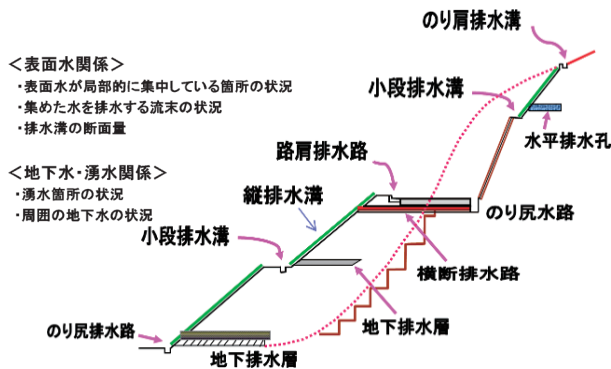 のり肩排水溝
＜表面水関係＞
・表面水が局部的に集中している箇所の状況
・集めた水を排水する流末の状況
・排水溝の断面量
小段排水溝
水平排水孔
＜地下水・湧水関係＞
・湧水箇所の状況
・周囲の地下水の状況
路肩排水路
縦排水溝
のり尻水路
小段排水溝
横断排水路
地下排水層
のり尻排水路
地下排水層